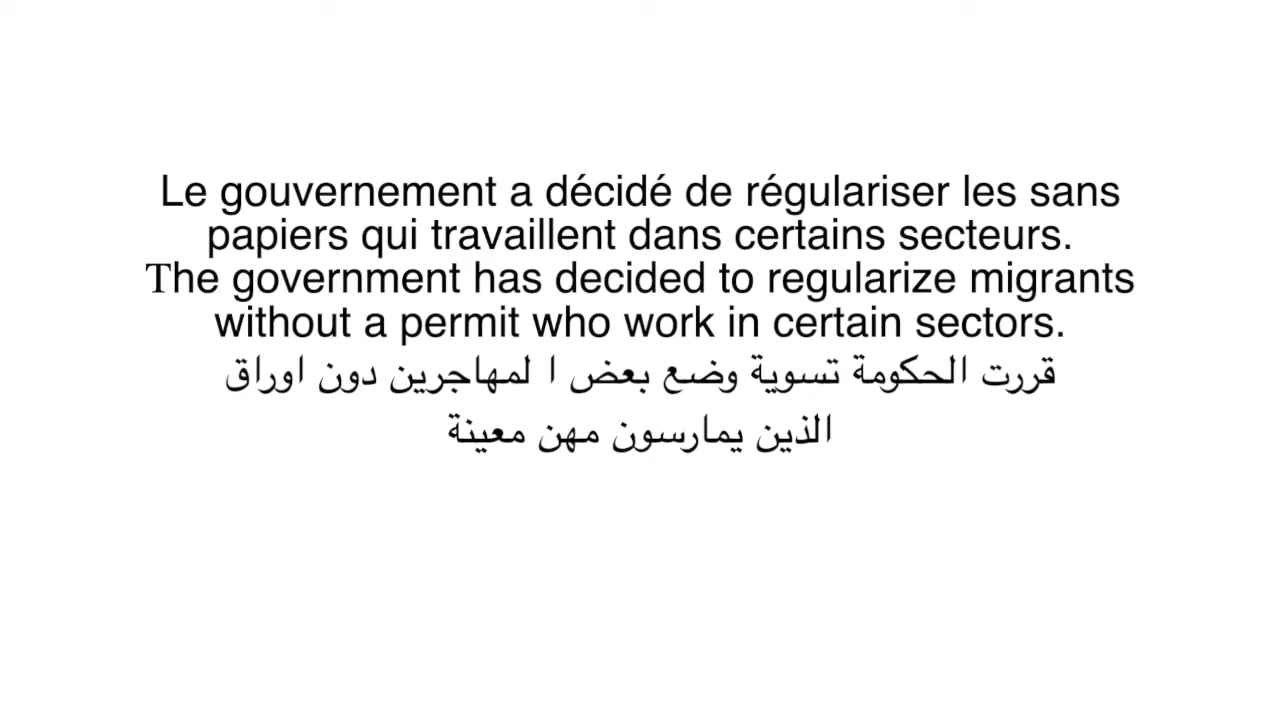 Le gouvernement a décidé de régulariser les sans
papiers qui travaillent dans certains secteurs.
The government has decided to regularize migrants
without a permit who work in certain sectors.
قررت الحكومة تسوية وضع بعض ا لمهاجرين دون اوراق
الذين يمارسون مهن معينة